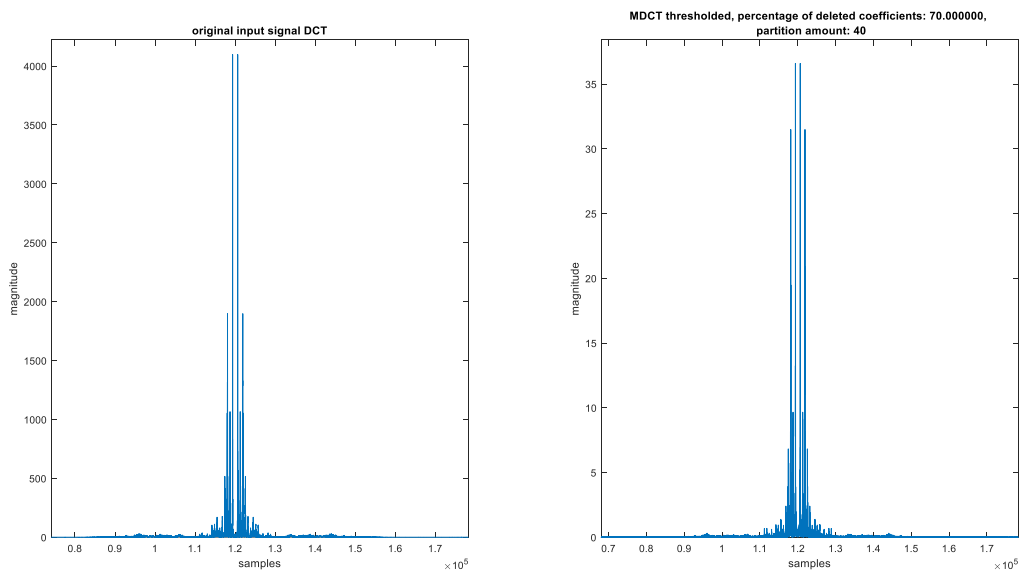 original input signal DCT
4000
3500
3000
2500
2000
1500
1000
500
0
magnitude
0.8 0.9 1 1.1 1.2 1.3 1.4 1.5 1.6 1.7
samples
×10^5
MDCT thresholded, percentage of deleted coefficients: 70.000000,
partition amount: 40
35
30
25
20
15
10
5
0
magnitude
0.7 0.8 0.9 1 1.1 1.2 1.3 1.4 1.5 1.6 1.7
samples
×10^5